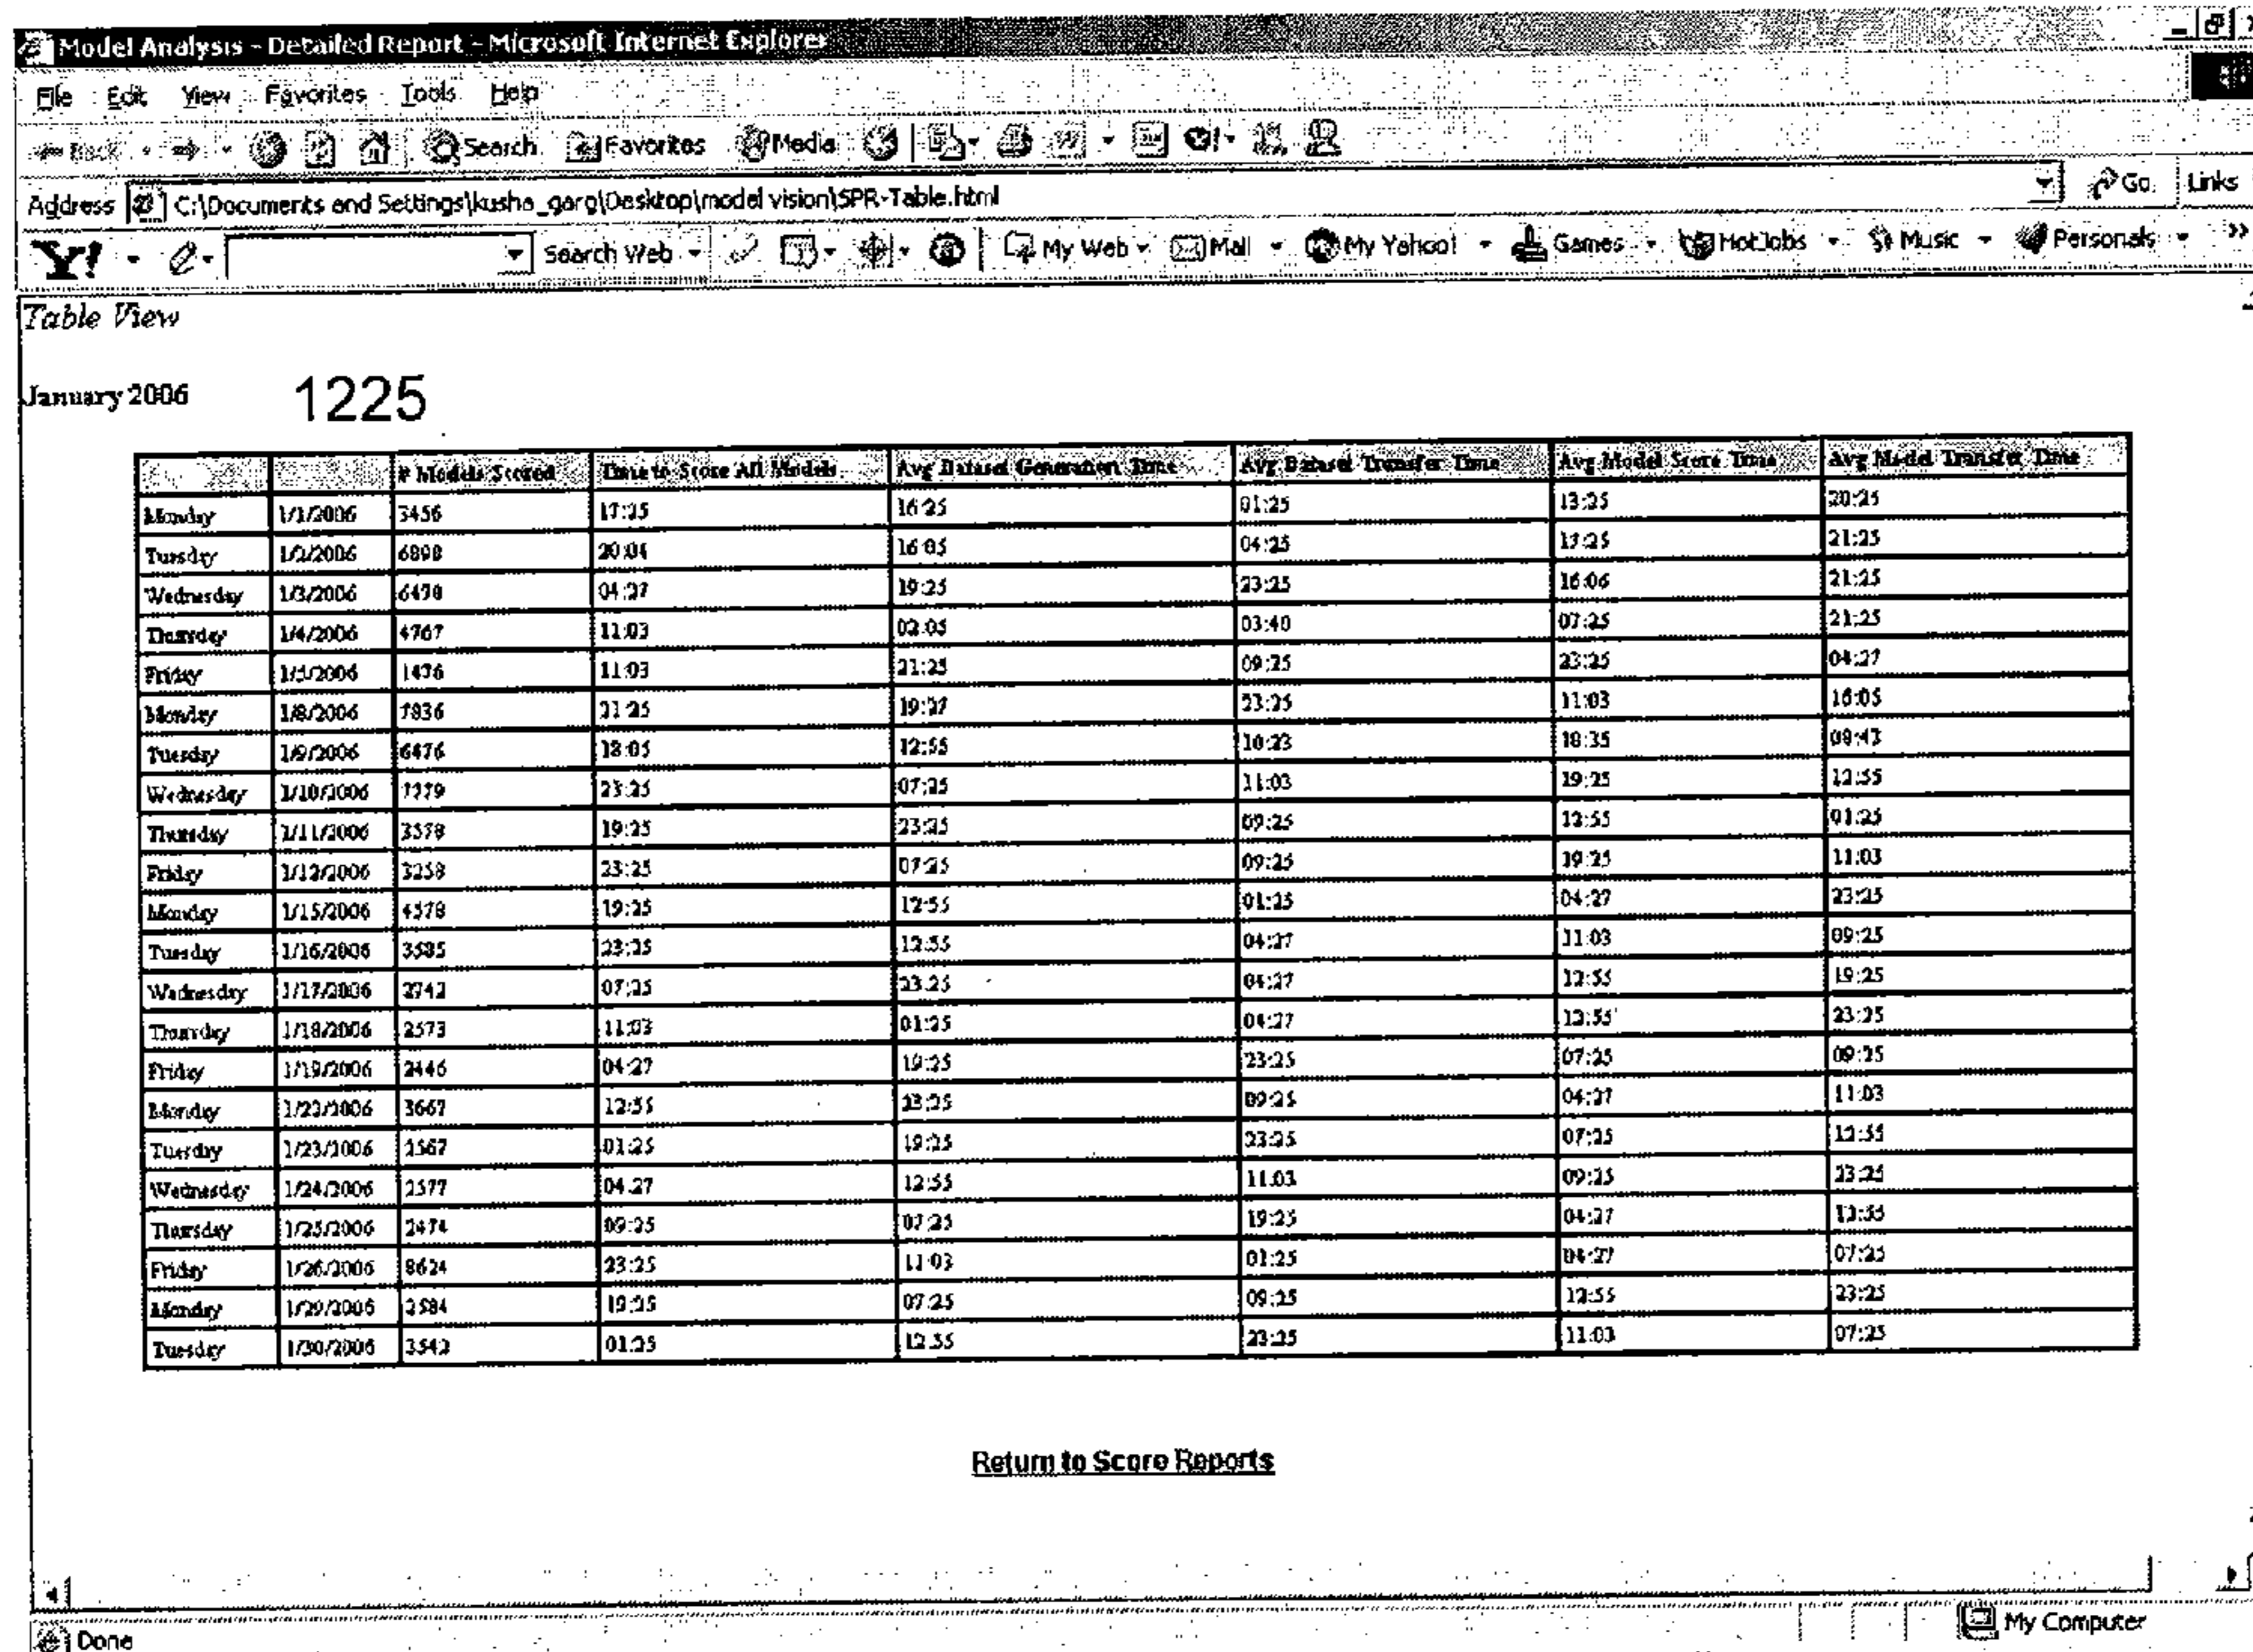 Model Analysis - Detailed Report - Microsoft Internet Explorer
File Edit View Favorites Tools Help
Back Search Favorites Media
Address C:\Documents and Settings\kusha_garg\Desktop\model vision\SPR-Table.html Go Links
Y! Search Web My Web Mail My Yahoo! Games HotJobs Music Personals »
Table View
January 2006 1225
# Models Scored Time to Score All Models Avg Dataset Generation Time Avg Dataset Transfer Time Avg Model Score Time Avg Model Transfer Time
Monday 1/1/2006 3456 17:25 16:25 01:25 13:25 20:25
Tuesday 1/2/2006 20:04 16:05 04:25 21:25
Wednesday 1/3/2006 04:27 19:25 23:25 16:06 21:25
Thursday 1/4/2006 4767 11:03 03:40 07:25 21:25
Friday 1/5/2006 11:03 21:25 09:25 23:25 04:27
Monday 1/8/2006 7836 21:25 19:27 23:25 11:03 16:05
Tuesday 1/9/2006 6476 18:05 12:55 10:23 18:35 08:43
Wednesday 1/10/2006 23:25 07:25 11:03 19:25 12:55
Thursday 1/11/2006 3578 19:25 23:25 09:25 12:55 01:25
Friday 1/12/2006 3258 23:25 07:25 09:25 19:25 11:03
Monday 1/15/2006 4578 19:25 12:55 01:25 04:27 23:25
Tuesday 1/16/2006 3585 23:25 12:55 04:27 11:03 09:25
Wednesday 1/17/2006 07:25 23:25 04:27 12:55 19:25
Thursday 1/18/2006 2573 11:03 01:25 04:27 12:55 23:25
Friday 1/19/2006 2446 04:27 19:25 23:25 07:25 09:25
Monday 1/22/2006 3667 12:55 23:25 09:25 04:27 11:03
Tuesday 1/23/2006 01:25 19:25 23:25 07:25 12:55
Wednesday 1/24/2006 04:27 12:55 11:03 09:25 23:25
Thursday 1/25/2006 2474 09:25 07:25 19:25 04:27 12:55
Friday 1/26/2006 8624 23:25 11:03 01:25 04:27 07:25
Monday 1/29/2006 19:25 07:25 09:25 12:55 23:25
Tuesday 1/30/2006 01:25 12:55 23:25 11:03 07:25
Return to Score Reports
Done My Computer